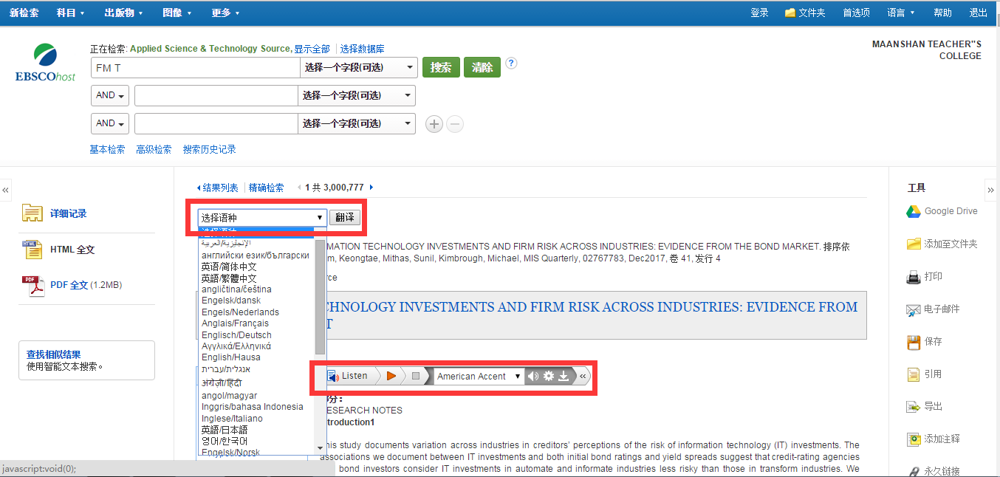 新检索 科目 出版物 图像 更多 登录 文件夹 首选项 语言 帮助 退出
EBSCOhost
正在检索: Applied Science & Technology Source, 显示全部 选择数据库
MAANSHAN TEACHER"S
COLLEGE
FM T 选择一个字段(可选) 搜索 清除 ?
AND 选择一个字段(可选)
AND 选择一个字段(可选)
基本检索 高级检索 搜索历史记录
详细记录
HTML 全文
PDF 全文 (1.2MB)
查找相似结果
使用智能文本搜索。
结果列表 精确检索 1 共 3,000,777
选择语种 翻译
选择语种
الإنجليزية/العربية
английски език/български
英语/简体中文
英語/繁體中文
angličtina/čeština
Engelsk/dansk
Engels/Nederlands
Anglais/Français
Englisch/Deutsch
Αγγλικά/Ελληνικά
English/Hausa
אנגלית/עברית
अंग्रेज़ी/हिंदी
angol/magyar
Inggris/bahasa Indonesia
Inglese/Italiano
英語/日本語
영어/한국어
Engelsk/Norsk
MATION TECHNOLOGY INVESTMENTS AND FIRM RISK ACROSS INDUSTRIES: EVIDENCE FROM THE BOND MARKET. 排序依
m, Keongtae, Mithas, Sunil, Kimbrough, Michael, MIS Quarterly, 02767783, Dec2017, 卷 41, 发行 4
rce
CHNOLOGY INVESTMENTS AND FIRM RISK ACROSS INDUSTRIES: EVIDENCE FROM
T
Listen American Accent
分:
ESEARCH NOTES
troduction1
his study documents variation across industries in creditors' perceptions of the risk of information technology (IT) investments. The
associations we document between IT investments and both initial bond ratings and yield spreads suggest that credit-rating agencies
bond investors consider IT investments in automate and informate industries less risky than those in transform industries. We
工具
Google Drive
添加至文件夹
打印
电子邮件
保存
引用
导出
添加注释
永久链接
javascript:void(0);